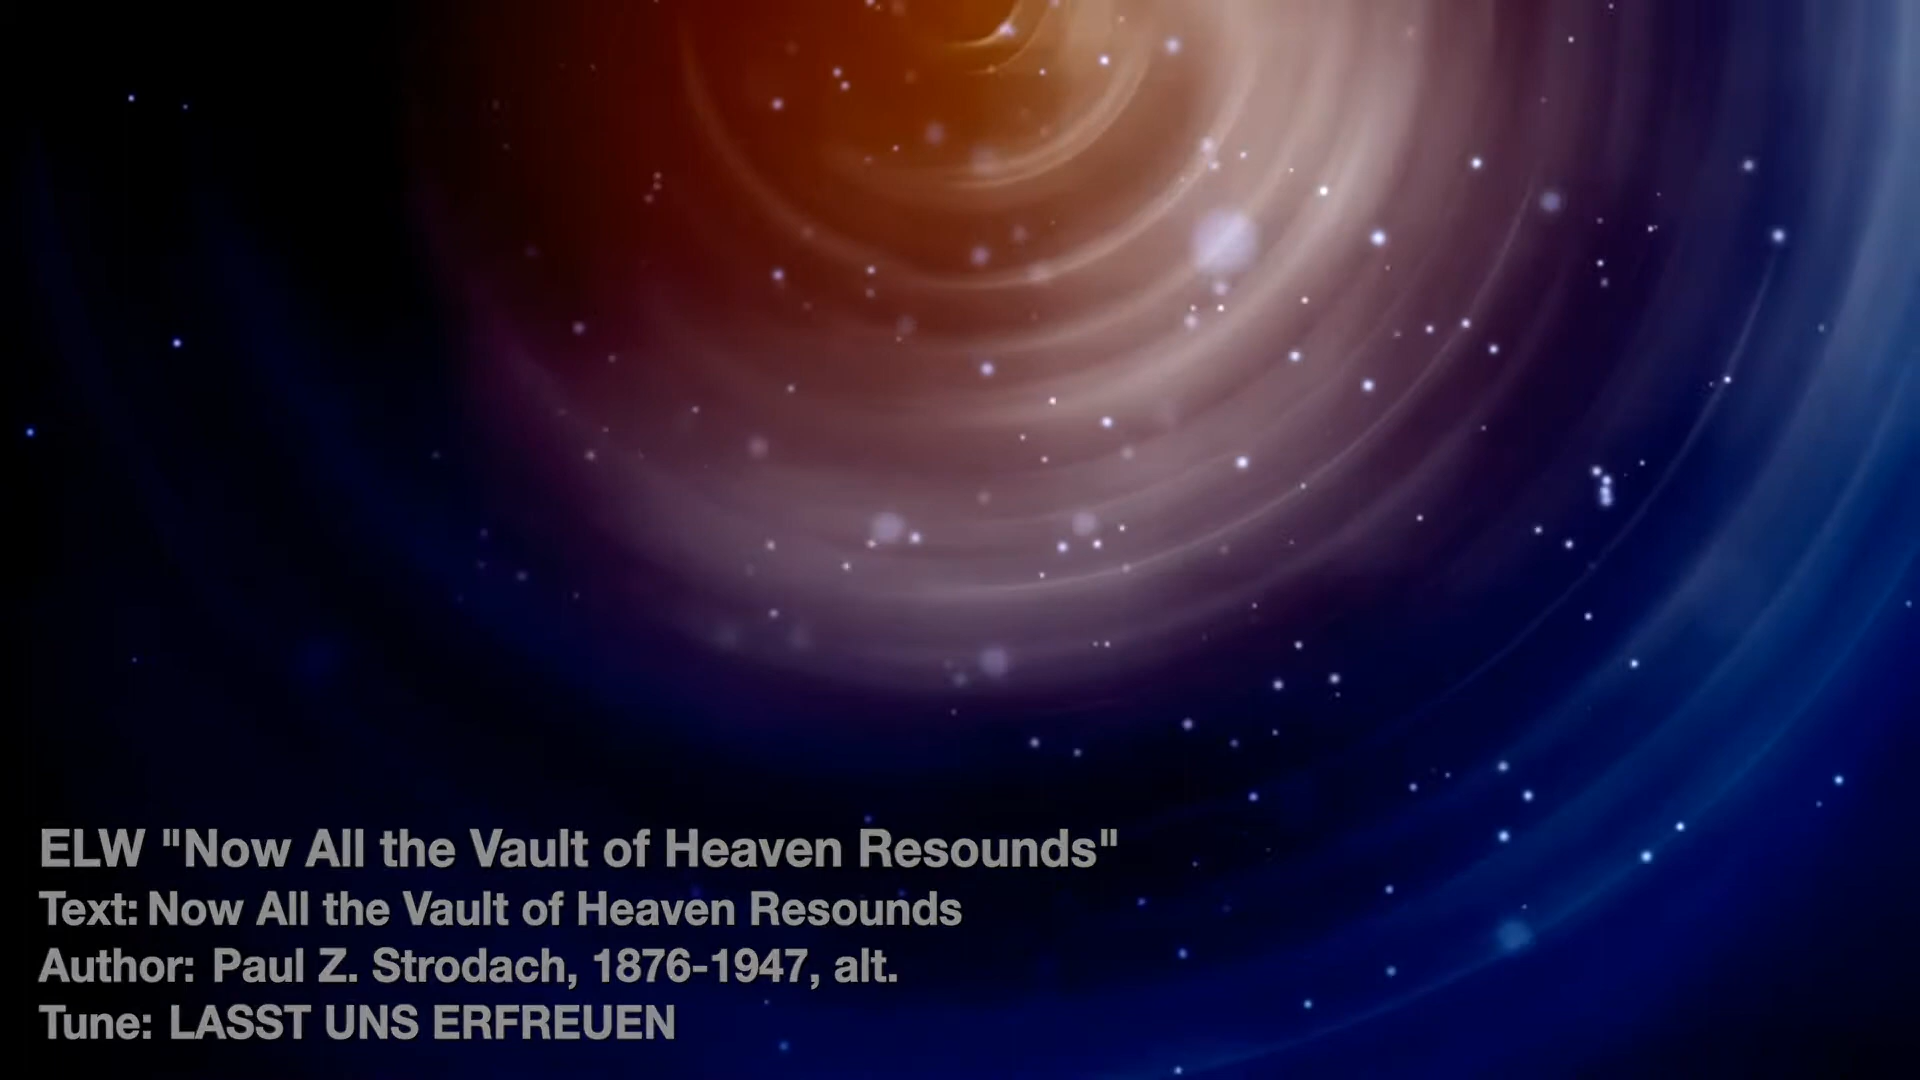 ELW "Now All the Vault of Heaven Resounds"
Text: Now All the Vault of Heaven Resounds
Author: Paul Z. Strodach, 1876-1947, alt.
Tune: LASST UNS ERFREUEN